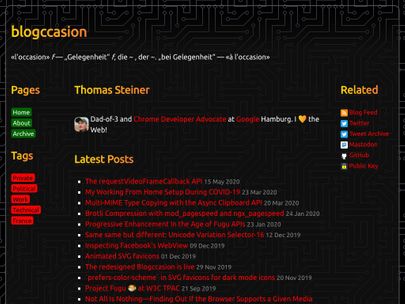 blogccasion
«l'occasion» f — „Gelegenheit“ f, die ~ , der ~. „bei Gelegenheit“ — «à l'occasion»
Pages
Home
About
Archive
Tags
Private
Political
Work
Technical
France
Thomas Steiner
Dad-of-3 and Chrome Developer Advocate at Google Hamburg. I 🧡 the
Web!
Latest Posts
The requestVideoFrameCallback API 15 May 2020
My Working From Home Setup During COVID-19 23 Mar 2020
Multi-MIME Type Copying with the Async Clipboard API 20 Mar 2020
Brotli Compression with mod_pagespeed and ngx_pagespeed 24 Jan 2020
Progressive Enhancement In the Age of Fugu APIs 23 Jan 2020
Same same but different: Unicode Variation Selector-16 12 Dec 2019
Inspecting Facebook's WebView 09 Dec 2019
Animated SVG Favicons 01 Dec 2019
The redesigned Blogccasion is live 29 Nov 2019
`prefers-color-scheme` in SVG favicons for dark mode icons 20 Nov 2019
Project Fugu 🐡 at W3C TPAC 21 Sep 2019
Not All Is Nothing—Finding Out If the Browser Supports a Given Media
Related
Blog Feed
Twitter
Tweet Archive
Mastodon
GitHub
Public Key